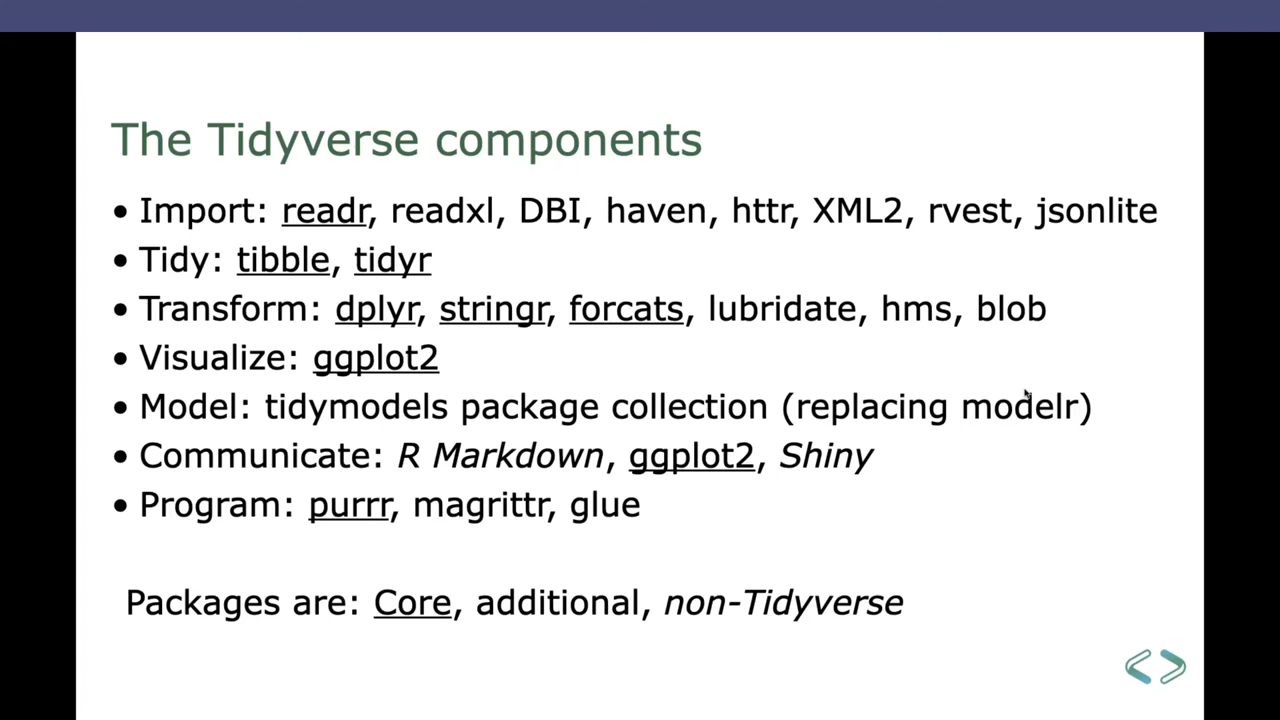 The Tidyverse components
• Import: readr, readxl, DBI, haven, httr, XML2, rvest, jsonlite
• Tidy: tibble, tidyr
• Transform: dplyr, stringr, forcats, lubridate, hms, blob
• Visualize: ggplot2
• Model: tidymodels package collection (replacing modelr)
• Communicate: R Markdown, ggplot2, Shiny
• Program: purrr, magrittr, glue
Packages are: Core, additional, non-Tidyverse